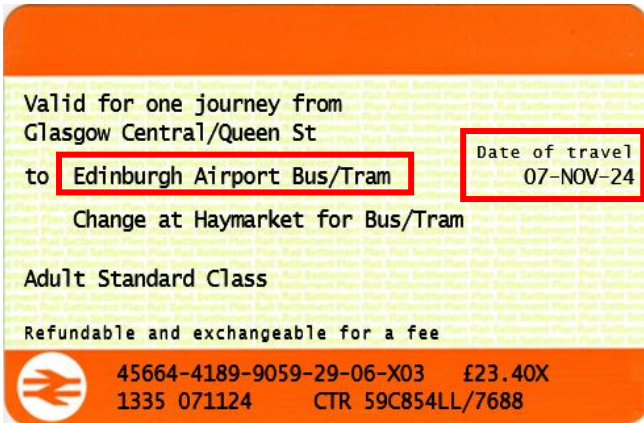 Valid for one journey from
Glasgow Central/Queen St
to Edinburgh Airport Bus/Tram
Date of travel
07-NOV-24
Change at Haymarket for Bus/Tram
Adult Standard Class
Refundable and exchangeable for a fee
45664-4189-9059-29-06-X03 £23.40X
1335 071124 CTR 59C854LL/7688